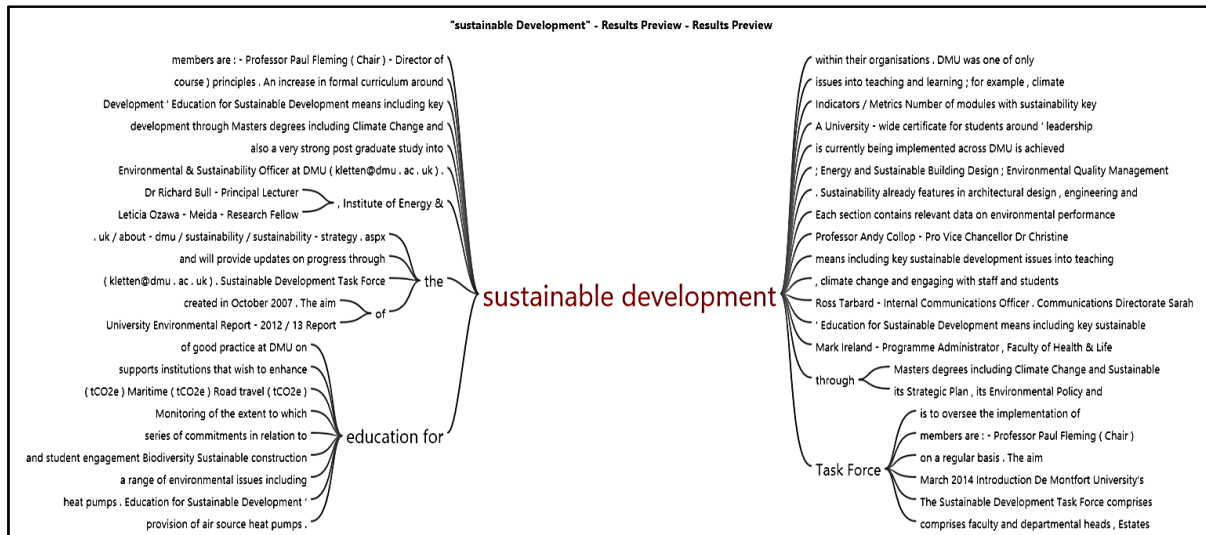 "sustainable Development" - Results Preview - Results Preview
members are : - Professor Paul Fleming ( Chair ) - Director of
course ) principles . An increase in formal curriculum around
Development ' Education for Sustainable Development means including key
development through Masters degrees including Climate Change and
also a very strong post graduate study into
Environmental & Sustainability Officer at DMU ( kletten@dmu . ac . uk ) .
Dr Richard Bull - Principal Lecturer
Leticia Ozawa - Meida - Research Fellow
, Institute of Energy &
. uk / about - dmu / sustainability / sustainability - strategy . aspx
and will provide updates on progress through
( kletten@dmu . ac . uk ) . Sustainable Development Task Force
the
created in October 2007 . The aim
University Environmental Report - 2012 / 13 Report
of
of good practice at DMU on
supports institutions that wish to enhance
( tCO2e ) Maritime ( tCO2e ) Road travel ( tCO2e )
Monitoring of the extent to which
series of commitments in relation to
and student engagement Biodiversity Sustainable construction
a range of environmental issues including
heat pumps . Education for Sustainable Development '
provision of air source heat pumps .
education for
sustainable development
within their organisations . DMU was one of only
issues into teaching and learning ; for example , climate
Indicators / Metrics Number of modules with sustainability key
A University - wide certificate for students around ' leadership
is currently being implemented across DMU is achieved
; Energy and Sustainable Building Design ; Environmental Quality Management
. Sustainability already features in architectural design , engineering and
Each section contains relevant data on environmental performance
Professor Andy Collop - Pro Vice Chancellor Dr Christine
means including key sustainable development issues into teaching
, climate change and engaging with staff and students
Ross Tarbard - Internal Communications Officer . Communications Directorate Sarah
' Education for Sustainable Development means including key sustainable
Mark Ireland - Programme Administrator , Faculty of Health & Life
through
Masters degrees including Climate Change and Sustainable
its Strategic Plan , its Environmental Policy and
Task Force
is to oversee the implementation of
members are : - Professor Paul Fleming ( Chair )
on a regular basis . The aim
March 2014 Introduction De Montfort University's
The Sustainable Development Task Force comprises
comprises faculty and departmental heads , Estates